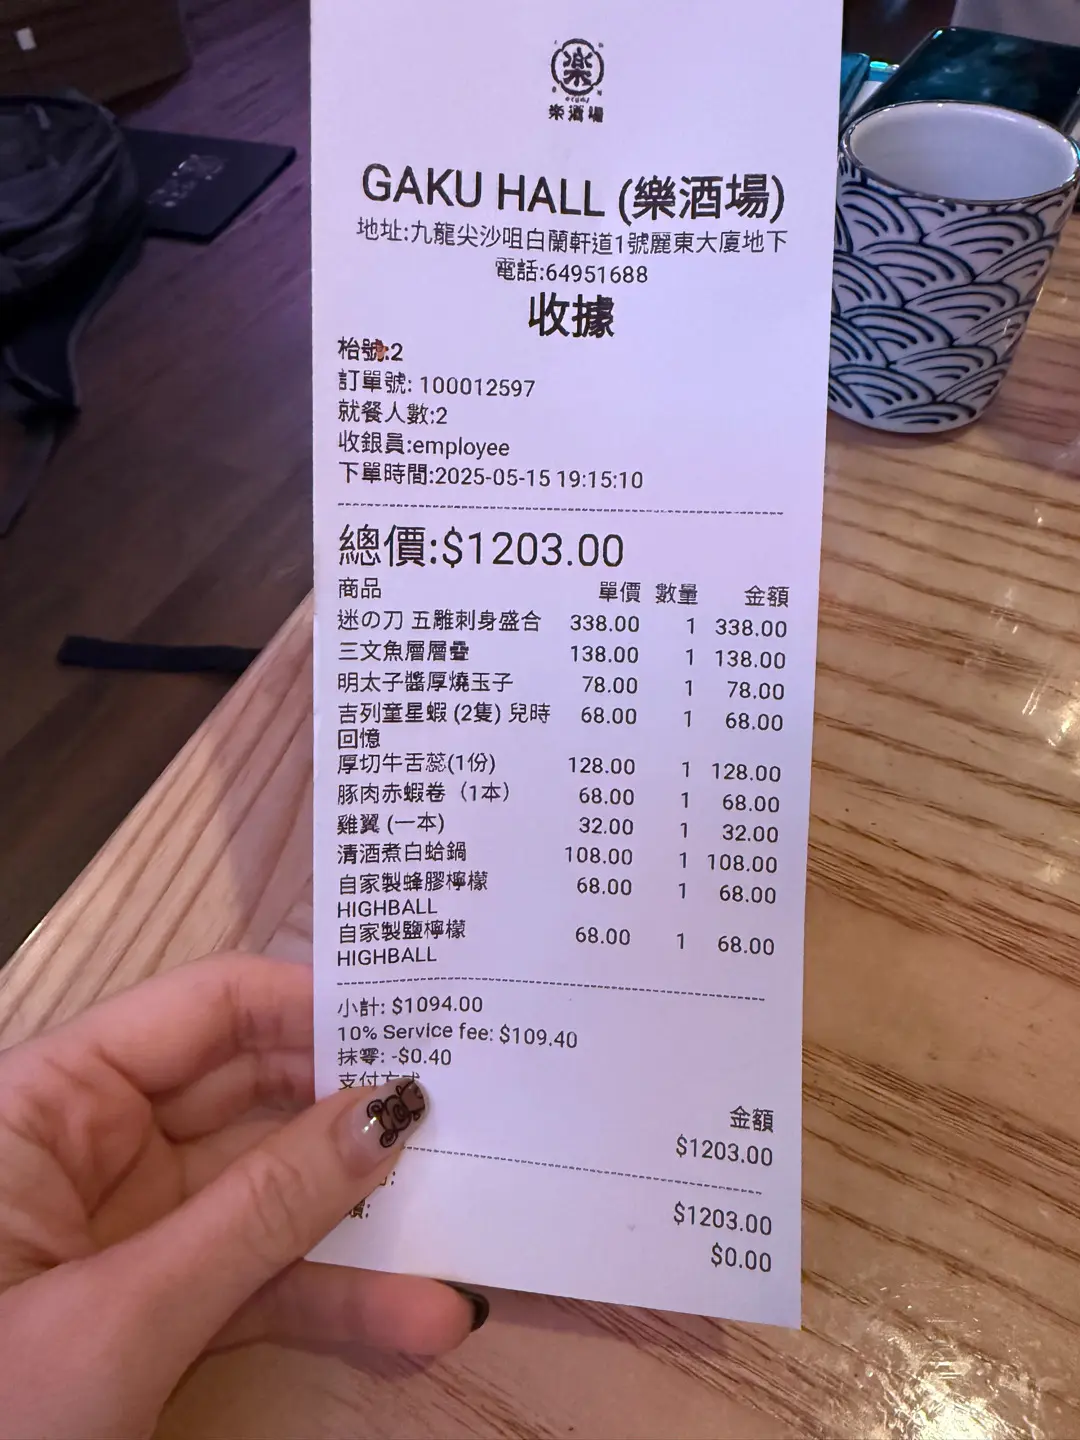 楽
楽酒場
GAKU HALL (樂酒場)
地址:九龍尖沙咀白蘭軒道1號麗東大廈地下
電話:64951688
收據
枱號:2
訂單號: 100012597
就餐人數:2
收銀員:employee
下單時間:2025-05-15 19:15:10
總價:$1203.00
商品 單價 數量 金額
迷の刀 五雕刺身盛合 338.00 1 338.00
三文魚層層疊 138.00 1 138.00
明太子醬厚燒玉子 78.00 1 78.00
吉列童星蝦 (2隻) 兒時 68.00 1 68.00
回憶
厚切牛舌蕊(1份) 128.00 1 128.00
豚肉赤蝦卷（1本） 68.00 1 68.00
雞翼 (一本) 32.00 1 32.00
清酒煮白蛤鍋 108.00 1 108.00
自家製蜂膠檸檬 68.00 1 68.00
HIGHBALL
自家製鹽檸檬 68.00 1 68.00
HIGHBALL
小計: $1094.00
10% Service fee: $109.40
抹零: -$0.40
支付方式
金額
$1203.00
$1203.00
$0.00